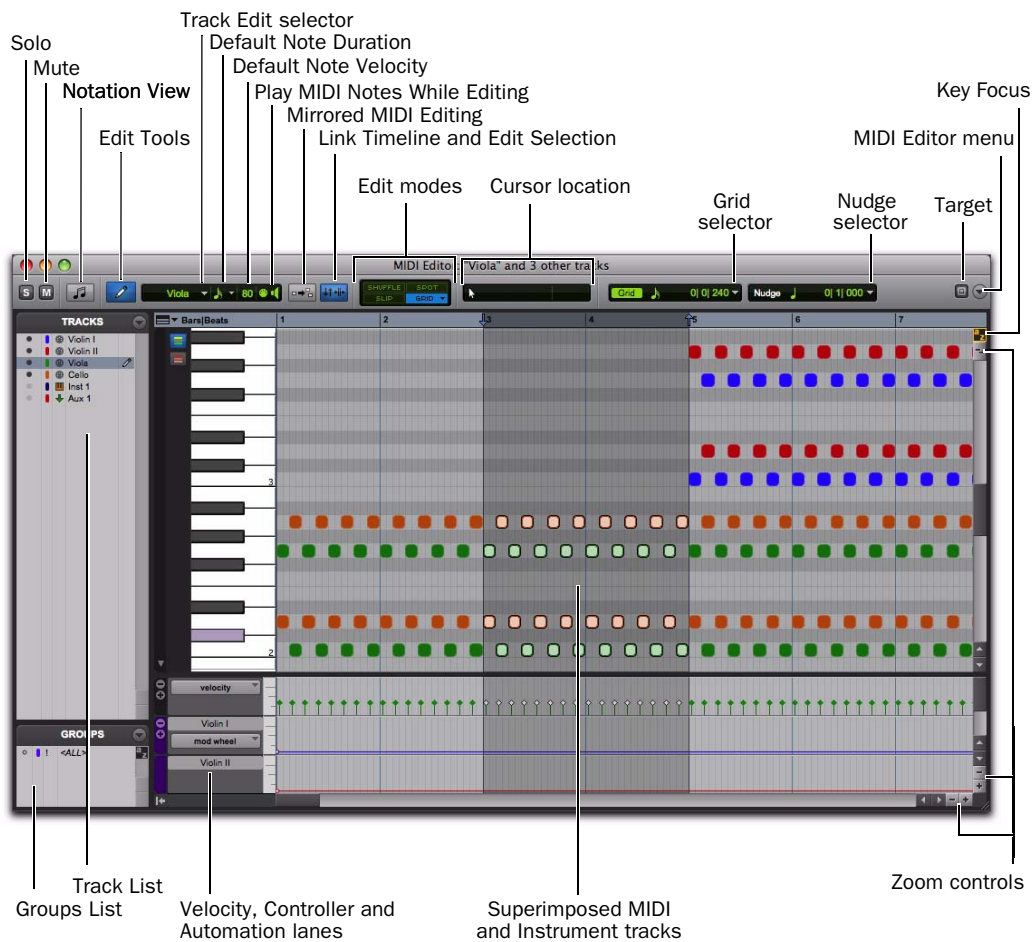 Track Edit selector
Solo
Default Note Duration
Mute
Default Note Velocity
Notation View
Play MIDI Notes While Editing
Key Focus
Mirrored MIDI Editing
Edit Tools
Link Timeline and Edit Selection
MIDI Editor menu
Edit modes
Cursor location
Grid
selector
Nudge
selector
Target
MIDI Editor: "Viola" and 3 other tracks
S M
Viola
80
SHUFFLE SPOT
SLIP GRID
Grid
0| 0| 240
Nudge
0| 1| 000
TRACKS
Bars|Beats
1 2 3 4 5 6 7
Violin I
Violin II
Viola
Cello
Inst 1
Aux 1
3
2
velocity
Violin I
mod wheel
Violin II
GROUPS
! <ALL>
a z
Track List
Groups List
Velocity, Controller and
Automation lanes
Superimposed MIDI
and Instrument tracks
Zoom controls